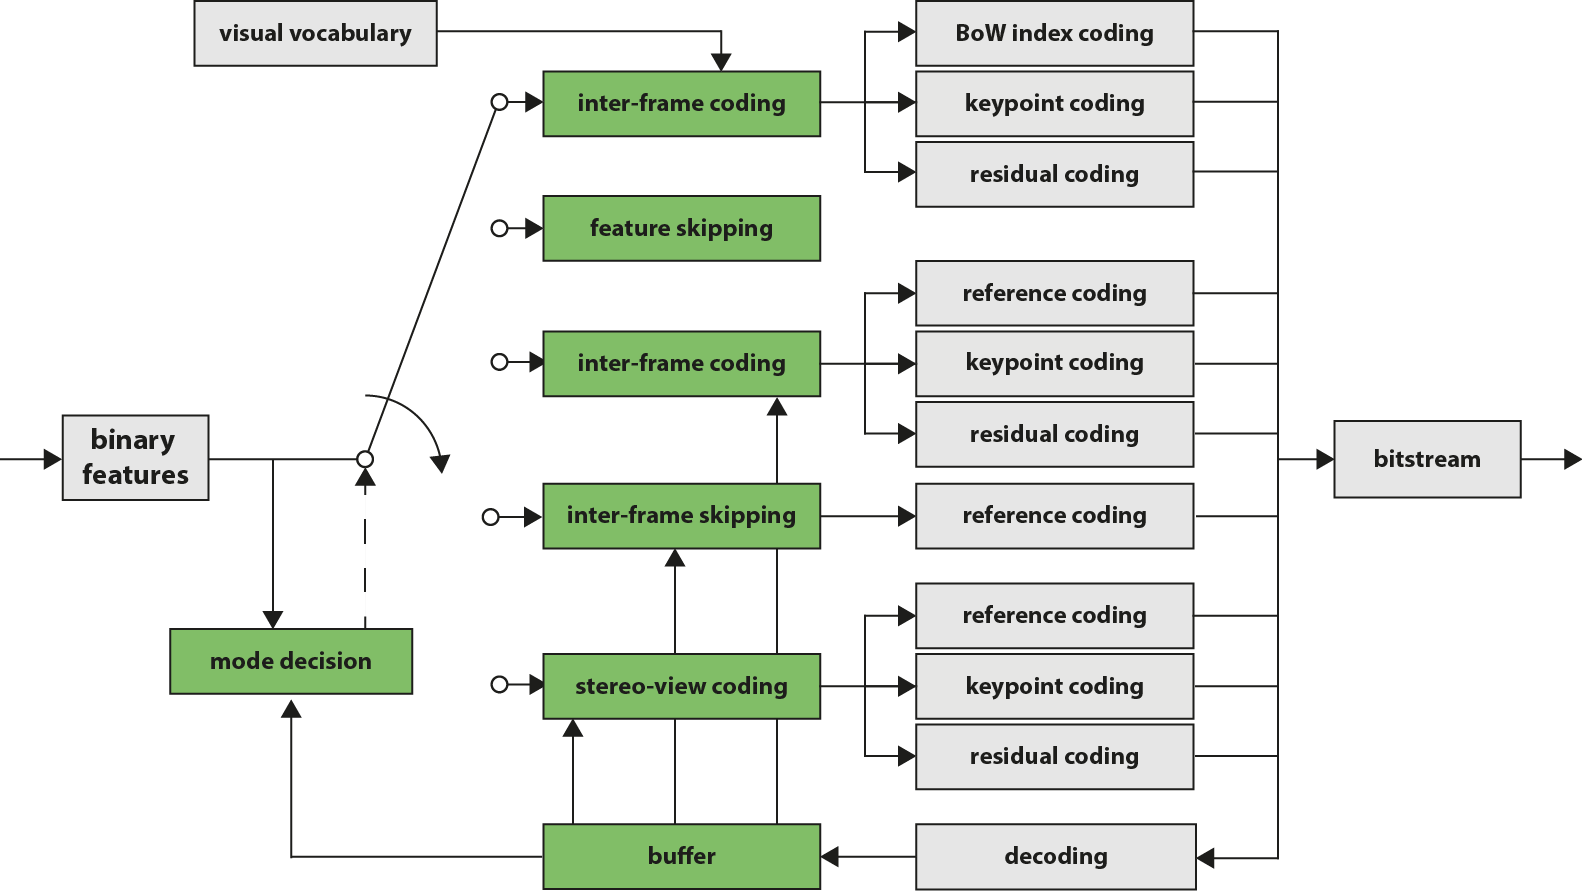 visual vocabulary
BoW index coding
inter-frame coding
keypoint coding
residual coding
feature skipping
reference coding
inter-frame coding
keypoint coding
residual coding
binary
features
bitstream
inter-frame skipping
reference coding
reference coding
mode decision
stereo-view coding
keypoint coding
residual coding
buffer
decoding